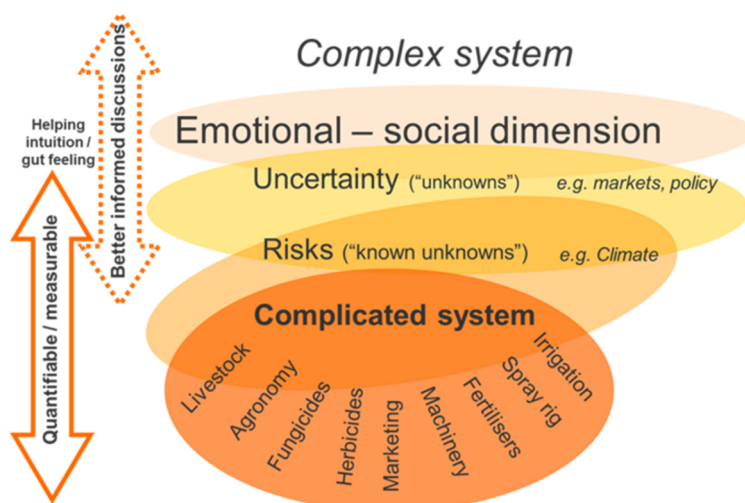 Complex system
Emotional – social dimension
Uncertainty (“unknowns”) e.g. markets, policy
Risks (“known unknowns”) e.g. Climate
Complicated system
Livestock
Agronomy
Fungicides
Herbicides
Marketing
Machinery
Fertilisers
Spray rig
Irrigation
Helping
intuition /
gut feeling
Better informed discussions
Quantifiable / measurable